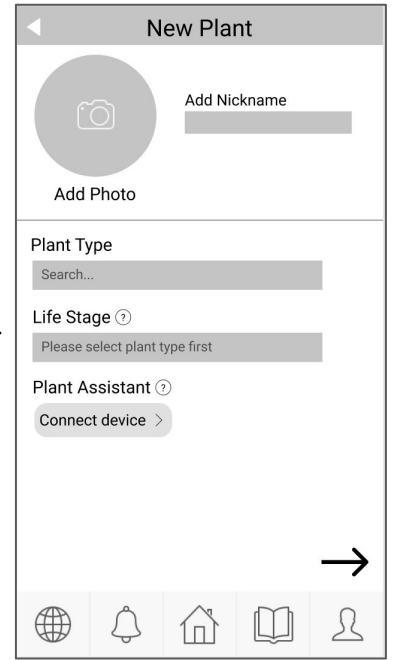 New Plant
Add Nickname
Add Photo
Plant Type
Search...
Life Stage ?
Please select plant type first
Plant Assistant ?
Connect device >